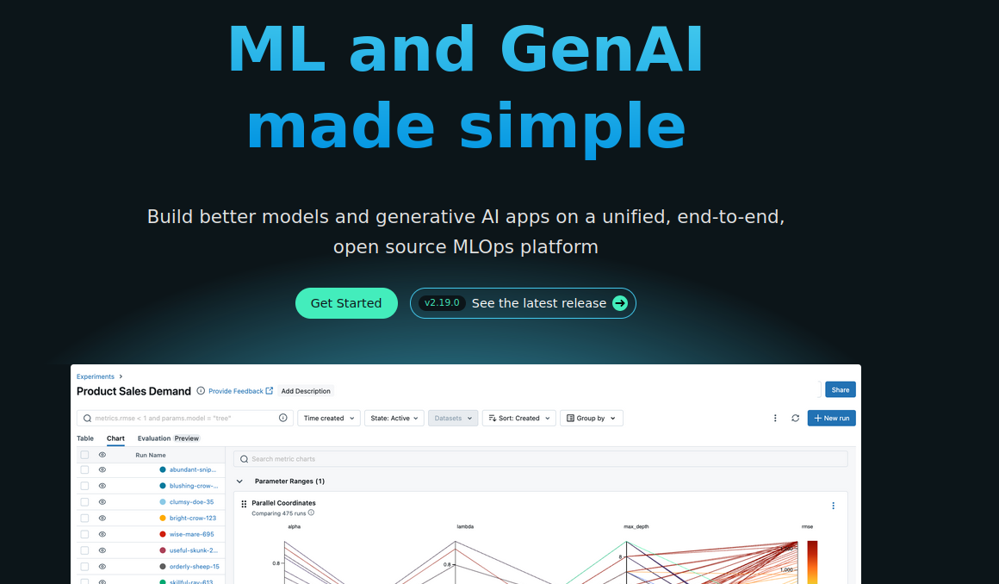 ML and GenAI
made simple
Build better models and generative AI apps on a unified, end-to-end,
open source MLOps platform
Get Started
v2.19.0 See the latest release
Experiments
Product Sales Demand Provide Feedback Add Description
Share
metrics.rmse < 1 and params.model = "tree" Time created State: Active Datasets Sort: Created Group by New run
Table Chart Evaluation Preview
Run Name
Search metric charts
abundant-snip...
Parameter Ranges (1)
blushing-crow-...
clumsy-doe-35
Parallel Coordinates
Comparing 475 runs
bright-crow-123
alpha lambda max_depth rmse
wise-mare-695
useful-skunk-2...
orderly-sheep-15
0.8 0.8 8
1,000
skillful-ray-613